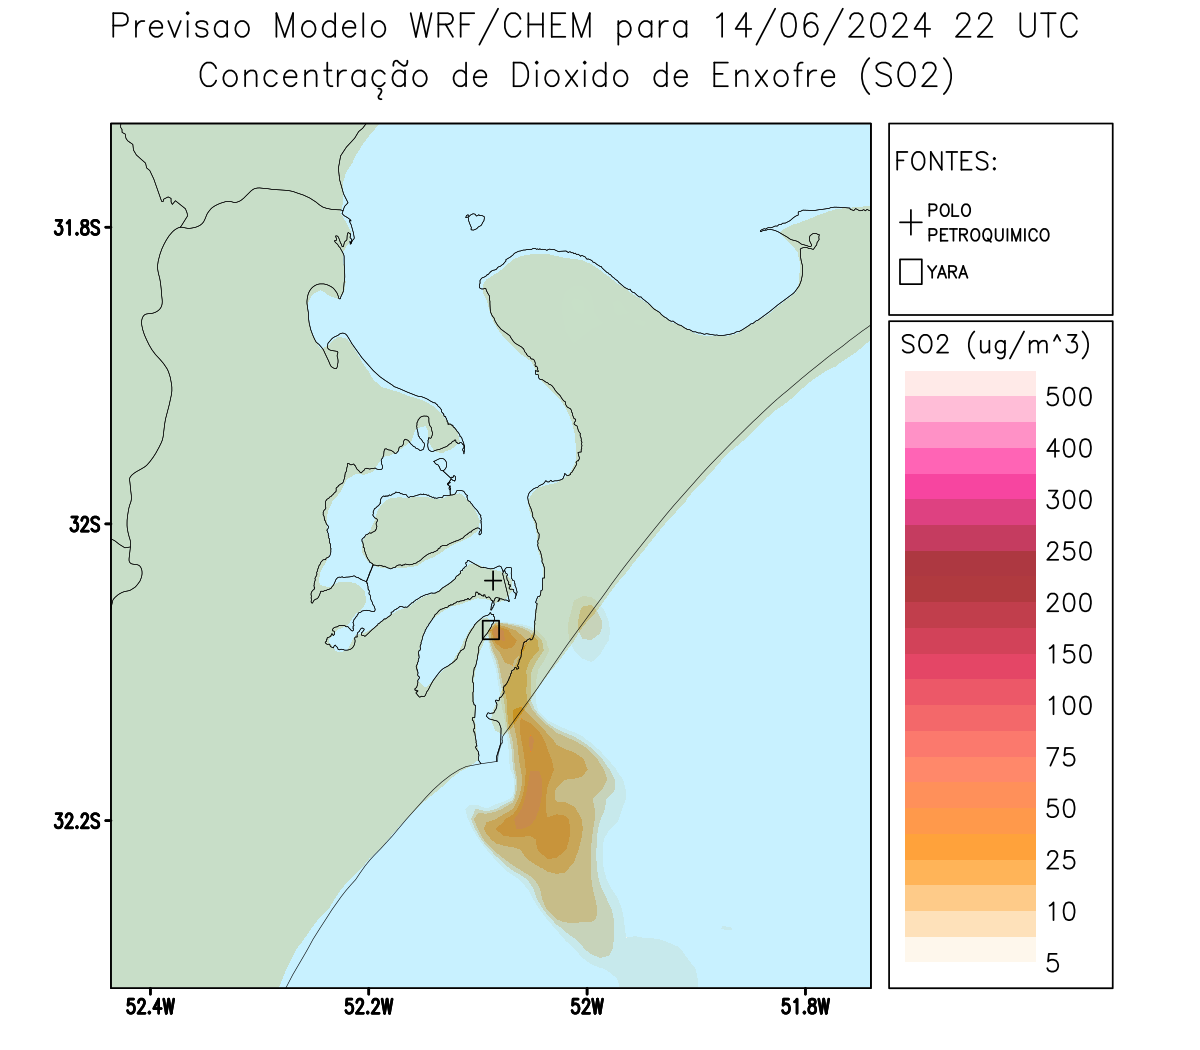 Previsao Modelo WRF/CHEM para 14/06/2024 22 UTC
Concentração de Dioxido de Enxofre (SO2)
FONTES:
POLO
PETROQUIMICO
YARA
31.8S
32S
32.2S
52.4W
52.2W
52W
51.8W
SO2 (ug/m^3)
500
400
300
250
200
150
100
75
50
25
10
5